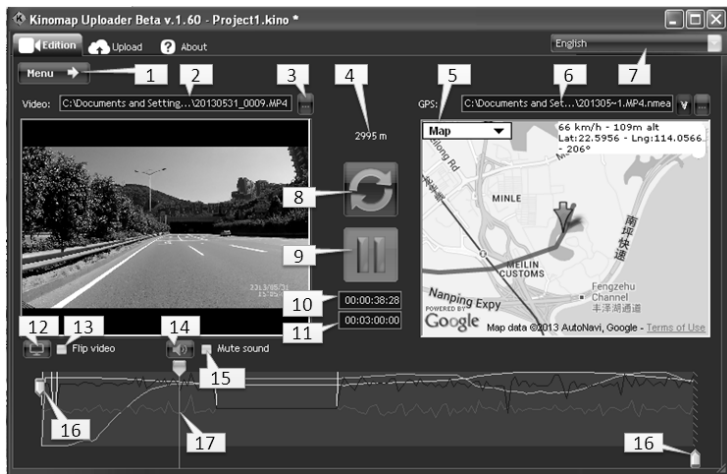 Kinomap Uploader Beta v.1.60 - Project1.kino *
Edition Upload ? About
English
Menu
1
2
3
4
5
6
7
Video: C:\Documents and Setting...\20130531_0009.MP4 ...
GPS: C:\Documents and Set...\201305~1.MP4.nmea ...
2995 m
Map
66 km/h - 109m alt
Lat:22.5956 - Lng:114.0566
- 206°
MINLE
南坪快速
8
9
MEILIN
CUSTOMS
Fengzehu
Channel
丰泽湖通道
Nanping Expy
10
00:00:38:28
11
00:03:00:00
POWERED BY
Google
Map data ©2013 AutoNavi, Google - Terms of Use
12
13
14
Flip video
Mute sound
15
16
17
16